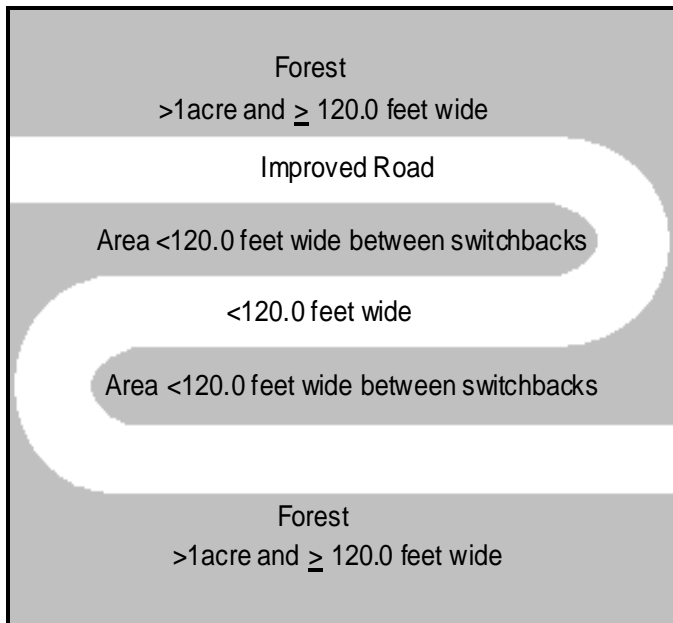 Forest
>1acre and ≥ 120.0 feet wide
Improved Road
Area <120.0 feet wide between switchbacks
<120.0 feet wide
Area <120.0 feet wide between switchbacks
Forest
>1acre and ≥ 120.0 feet wide